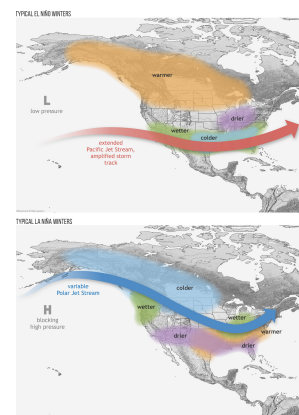 TYPICAL EL NIÑO WINTERS
warmer
L
low pressure
drier
wetter
colder
extended
Pacific Jet Stream,
amplified storm
track
TYPICAL LA NIÑA WINTERS
variable
Polar Jet Stream
colder
H
blocking
high pressure
wetter
wetter
warmer
drier
drier